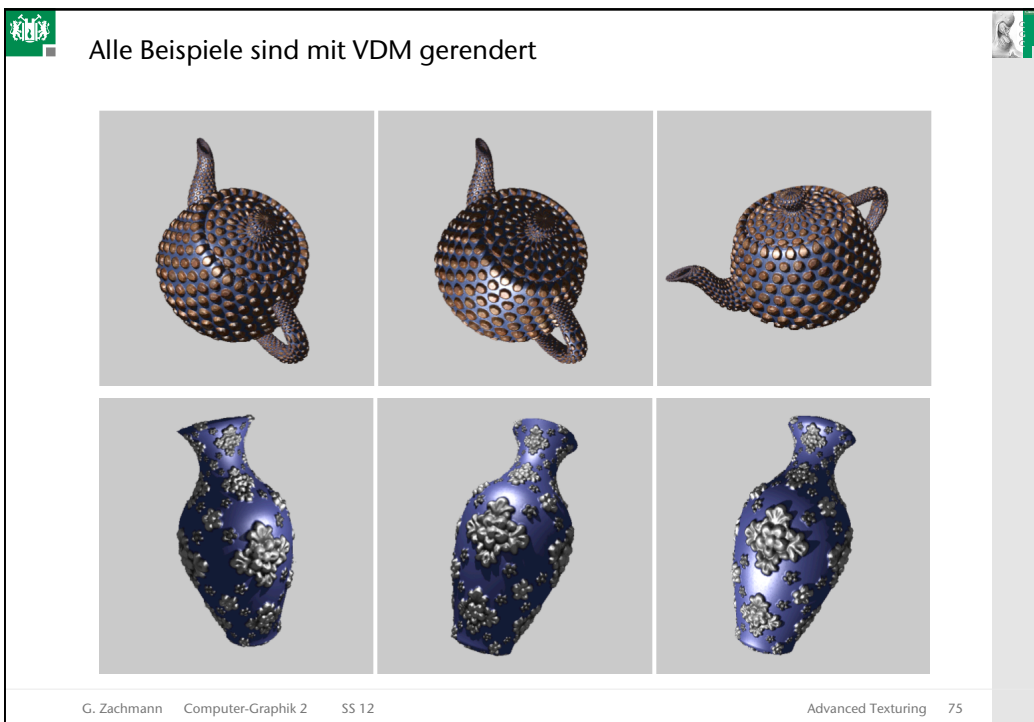 Alle Beispiele sind mit VDM gerendert
G. Zachmann Computer-Graphik 2 SS 12 Advanced Texturing 75